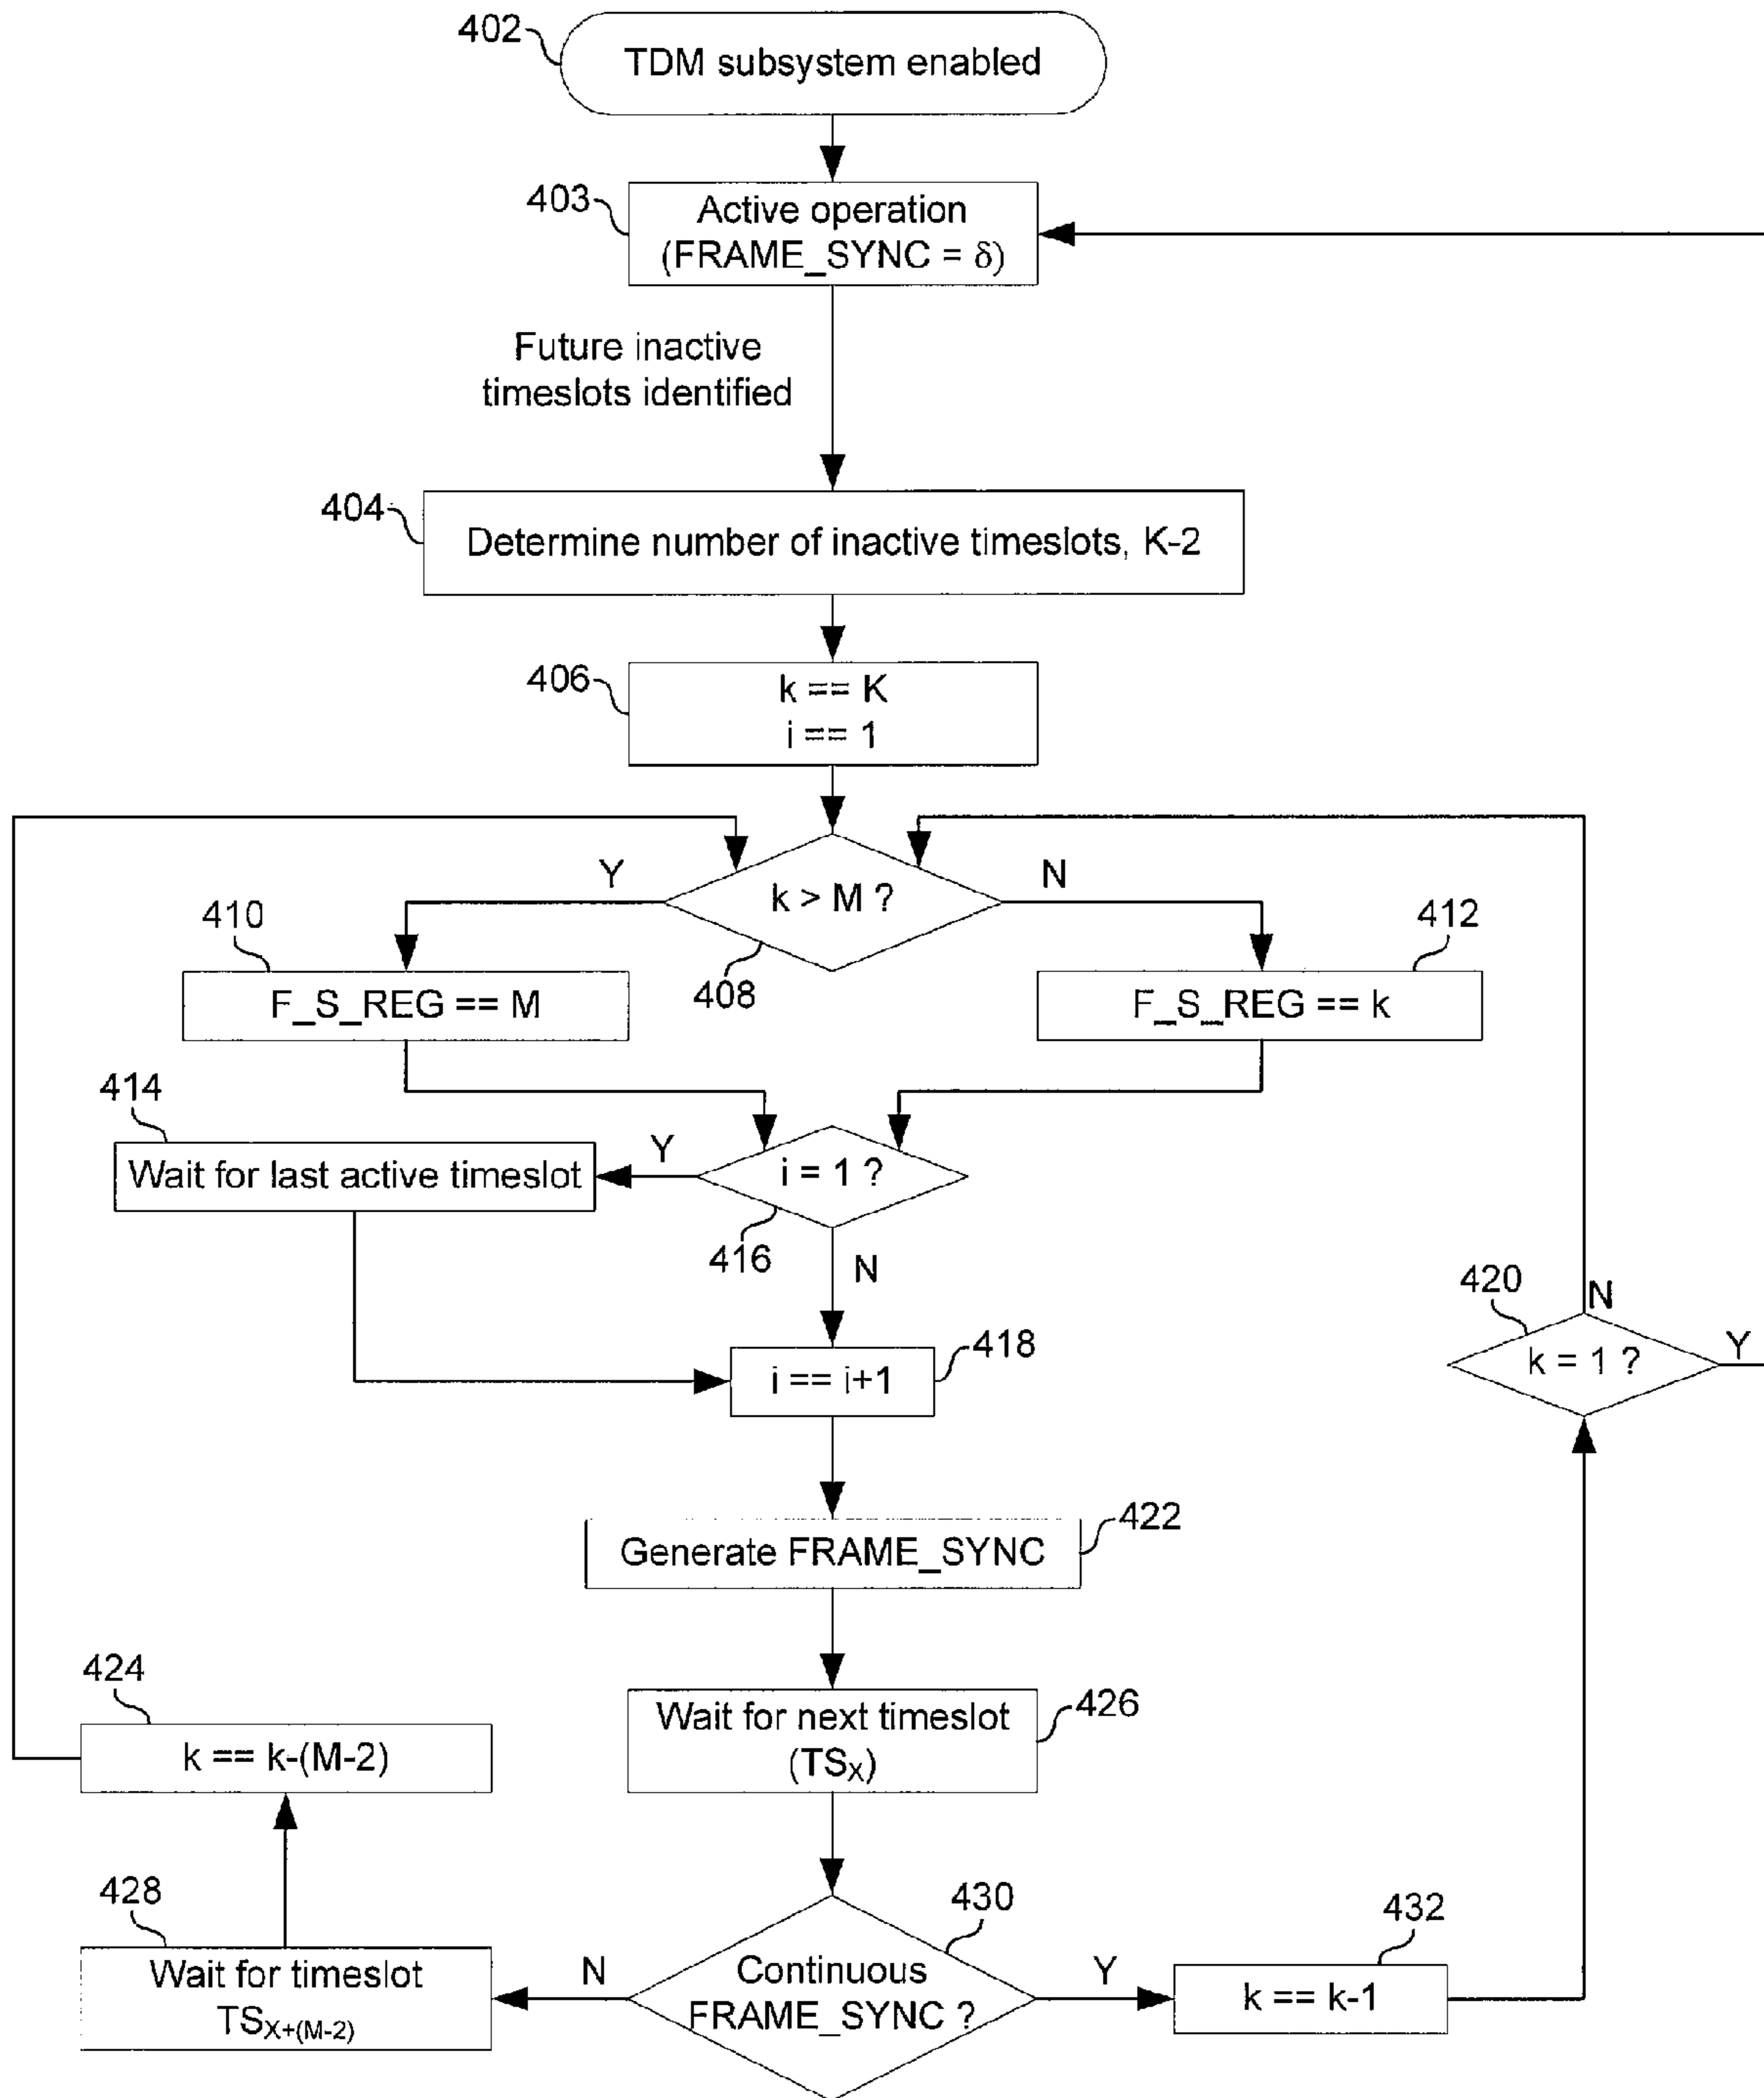 402
TDM subsystem enabled
403
Active operation
(FRAME_SYNC = δ)
Future inactive
timeslots identified
404
Determine number of inactive timeslots, K-2
406
k == K
i == 1
Y
k > M ?
N
410
408
412
F_S_REG == M
F_S_REG == k
414
Wait for last active timeslot
Y
i = 1 ?
416
N
420
N
k = 1 ?
Y
418
i == i+1
422
Generate FRAME_SYNC
424
k == k-(M-2)
426
Wait for next timeslot
(TSX)
428
Wait for timeslot
TSX+(M-2)
N
430
Continuous
FRAME_SYNC ?
Y
432
k == k-1